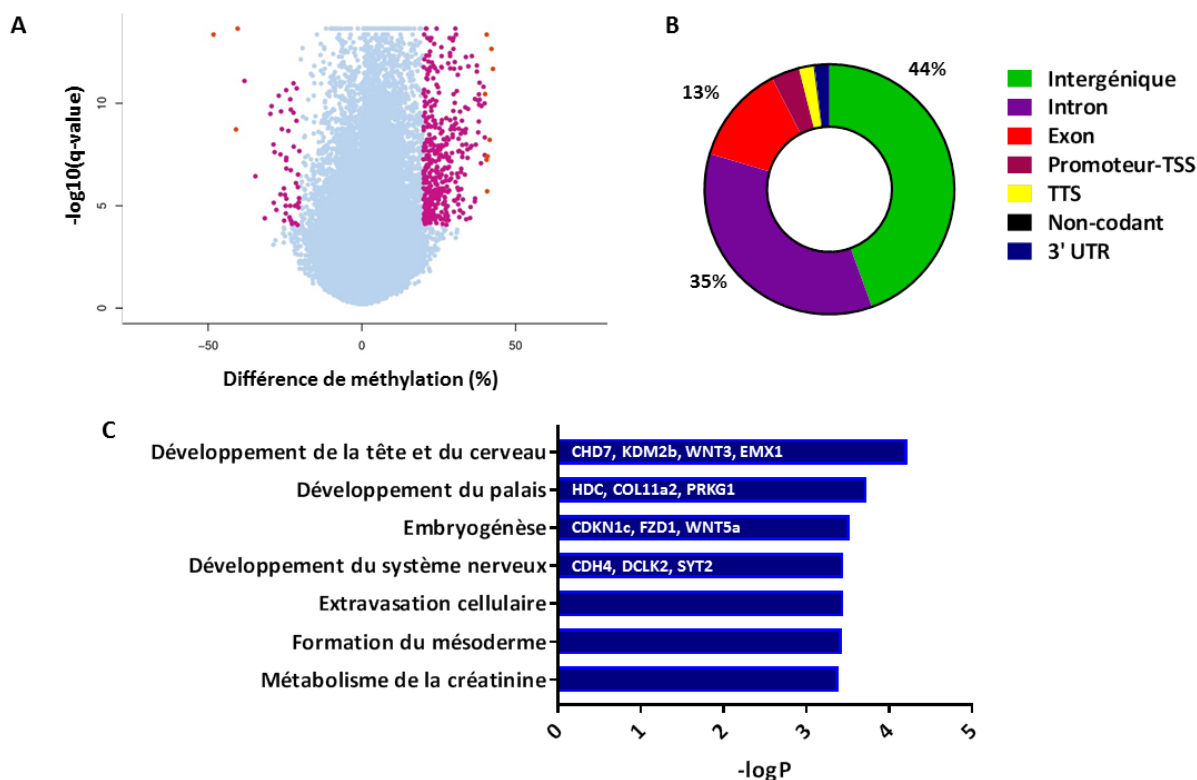 A
-log10(q-value)
0
5
10
−50
0
50
Différence de méthylation (%)
B
44%
13%
35%
Intergénique
Intron
Exon
Promoteur-TSS
TTS
Non-codant
3' UTR
C
Développement de la tête et du cerveau
CHD7, KDM2b, WNT3, EMX1
Développement du palais
HDC, COL11a2, PRKG1
Embryogénèse
CDKN1c, FZD1, WNT5a
Développement du système nerveux
CDH4, DCLK2, SYT2
Extravasation cellulaire
Formation du mésoderme
Métabolisme de la créatinine
0
1
2
3
4
5
-logP